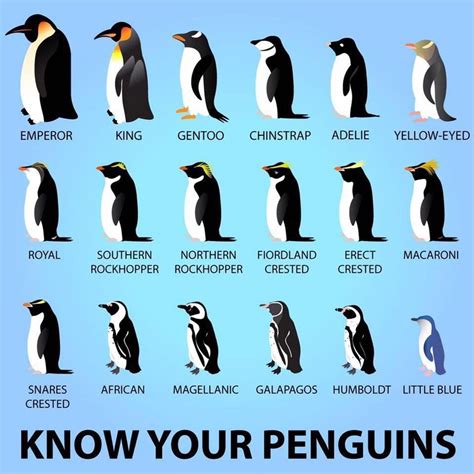 EMPEROR KING GENTOO CHINSTRAP ADELIE YELLOW-EYED
ROYAL SOUTHERN ROCKHOPPER NORTHERN ROCKHOPPER FIORDLAND CRESTED ERECT CRESTED MACARONI
SNARES CRESTED AFRICAN MAGELLANIC GALAPAGOS HUMBOLDT LITTLE BLUE
KNOW YOUR PENGUINS